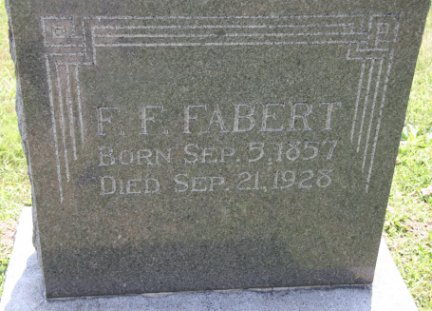 F. F. FABERT
BORN SEP. 5, 1857
DIED SEP. 21, 1928